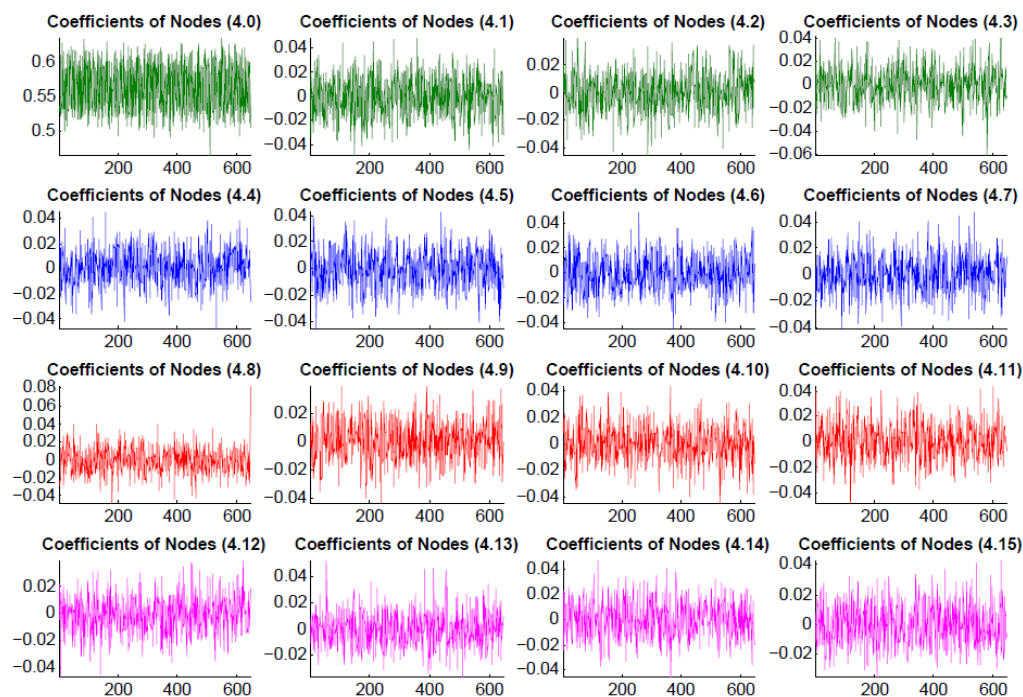 Coefficients of Nodes (4.0) Coefficients of Nodes (4.1) Coefficients of Nodes (4.2) Coefficients of Nodes (4.3)
0.6 0.04 0.04 0.04
0.02 0.02 0.02
0.55 0 0 0
−0.02 −0.02 −0.02
0.5 −0.04 −0.04 −0.04
−0.06
200 400 600 200 400 600 200 400 600 200 400 600
Coefficients of Nodes (4.4) Coefficients of Nodes (4.5) Coefficients of Nodes (4.6) Coefficients of Nodes (4.7)
0.04 0.04 0.04 0.04
0.02 0.02 0.02 0.02
0 0 0 0
−0.02 −0.02 −0.02 −0.02
−0.04 −0.04 −0.04 −0.04
200 400 600 200 400 600 200 400 600 200 400 600
Coefficients of Nodes (4.8) Coefficients of Nodes (4.9) Coefficients of Nodes (4.10) Coefficients of Nodes (4.11)
0.08 0.04 0.04
0.06 0.02 0.02 0.02
0.04
0.02 0 0 0
0
−0.02 −0.02 −0.02 −0.02
−0.04 −0.04 −0.04 −0.04
200 400 600 200 400 600 200 400 600 200 400 600
Coefficients of Nodes (4.12) Coefficients of Nodes (4.13) Coefficients of Nodes (4.14) Coefficients of Nodes (4.15)
0.04 0.04 0.04
0.02 0.02 0.02 0.02
0 0 0 0
−0.02 −0.02 −0.02 −0.02
−0.04 −0.04 −0.04 −0.04
200 400 600 200 400 600 200 400 600 200 400 600